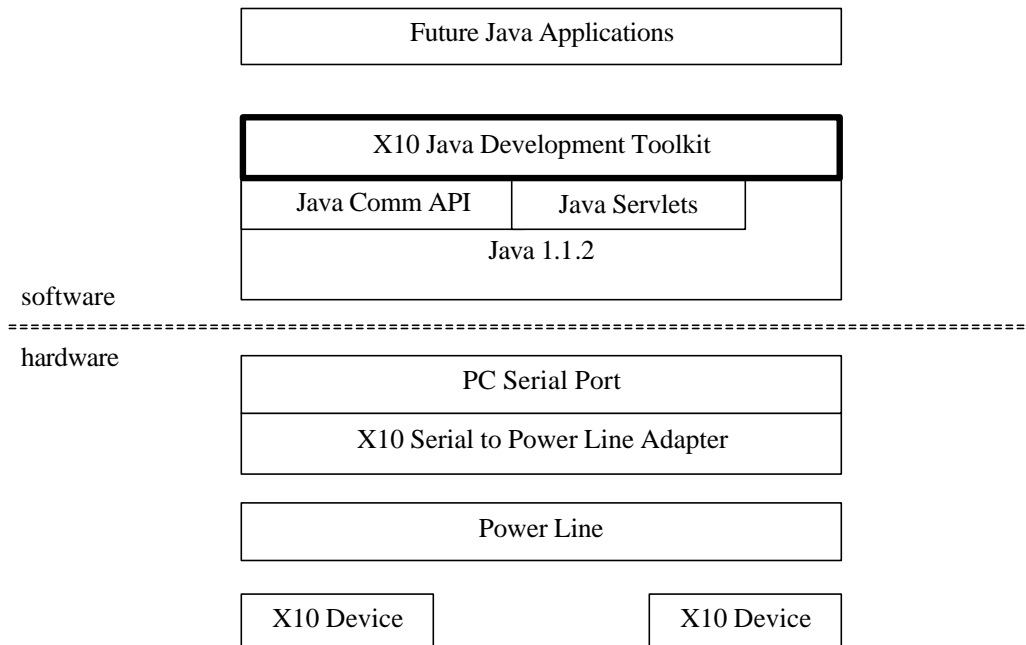 Future Java Applications
X10 Java Development Toolkit
Java Comm API
Java Servlets
Java 1.1.2
software
hardware
PC Serial Port
X10 Serial to Power Line Adapter
Power Line
X10 Device
X10 Device